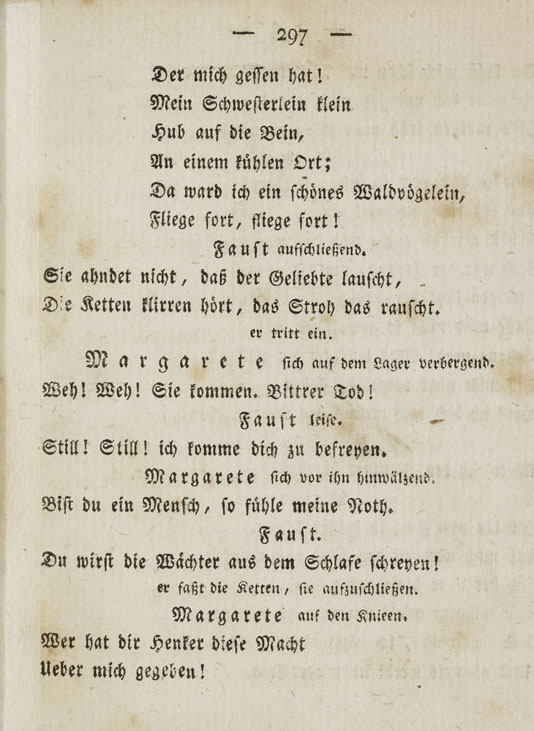 — 297 —
Der mich gessen hat!
Mein Schwesterlein klein
Hub auf die Bein,
An einem kühlen Ort;
Da ward ich ein schönes Waldvögelein,
Fliege fort, fliege fort!
Faust aufschließend.
Sie ahndet nicht, daß der Geliebte lauscht,
Die Ketten klirren hört, das Stroh das rauscht.
er tritt ein.
Margarete sich auf dem Lager verbergend.
Weh! Weh! Sie kommen. Bittrer Tod!
Faust leise.
Still! Still! ich komme dich zu befreyen.
Margarete sich vor ihn hinwälzend.
Bist du ein Mensch, so fühle meine Noth.
Faust.
Du wirst die Wächter aus dem Schlafe schreyen!
er faßt die Ketten, sie aufzuschließen.
Margarete auf den Knieen.
Wer hat dir Henker diese Macht
Ueber mich gegeben!